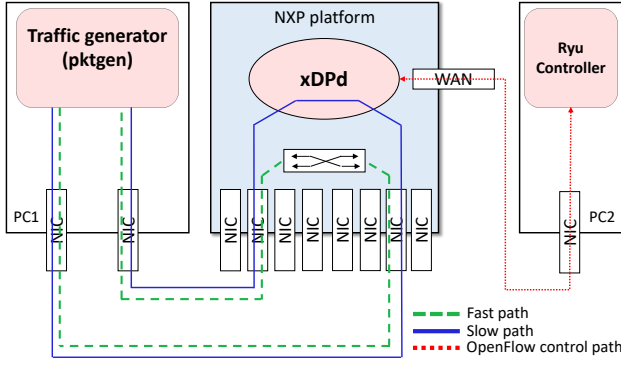 NXP platform
Traffic generator
(pktgen)
xDPd
WAN
Ryu
Controller
PC1
NIC
NIC
NIC
NIC
NIC
NIC
NIC
NIC
NIC
NIC
NIC
PC2
Fast path
Slow path
OpenFlow control path